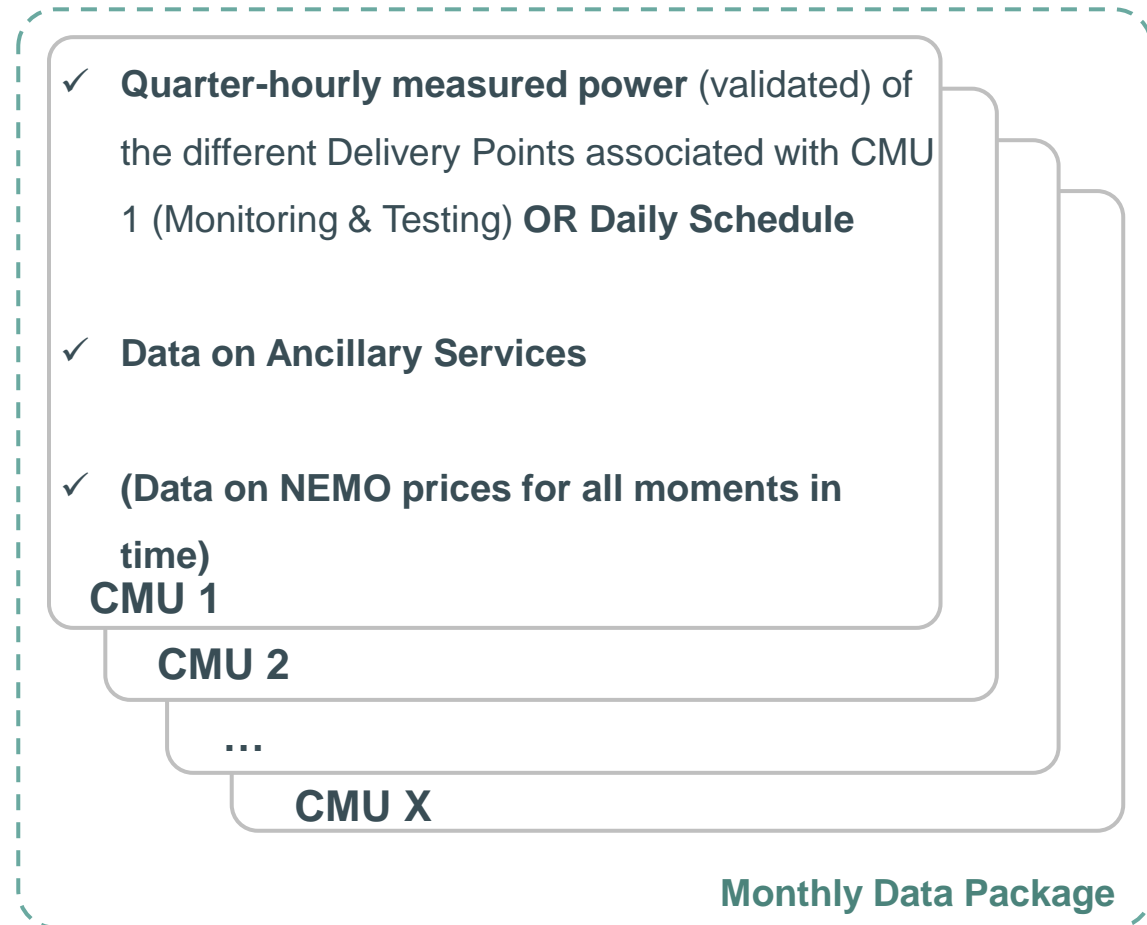 ✓ Quarter-hourly measured power (validated) of
the different Delivery Points associated with CMU
1 (Monitoring & Testing) OR Daily Schedule
✓ Data on Ancillary Services
✓ (Data on NEMO prices for all moments in
time)
CMU 1
CMU 2
...
CMU X
Monthly Data Package